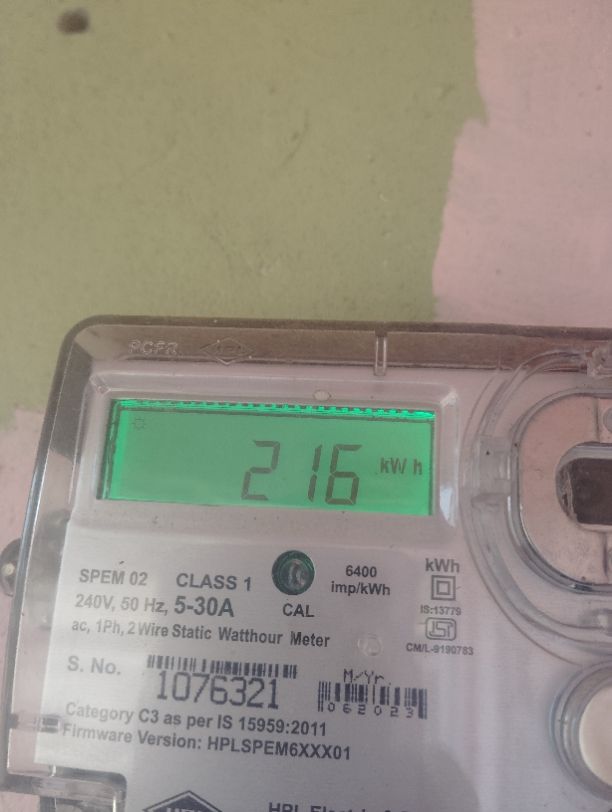 PCPR
216 kWh
SPEM 02 CLASS 1 6400 imp/kWh kWh
240V, 50 Hz, 5-30A CAL IS:13779
ac, 1Ph, 2 Wire Static Watthour Meter CM/L-9190783
S. No. 1076321 M/Yr. 062023
Category C3 as per IS 15959:2011
Firmware Version: HPLSPEM6XXX01
HPL